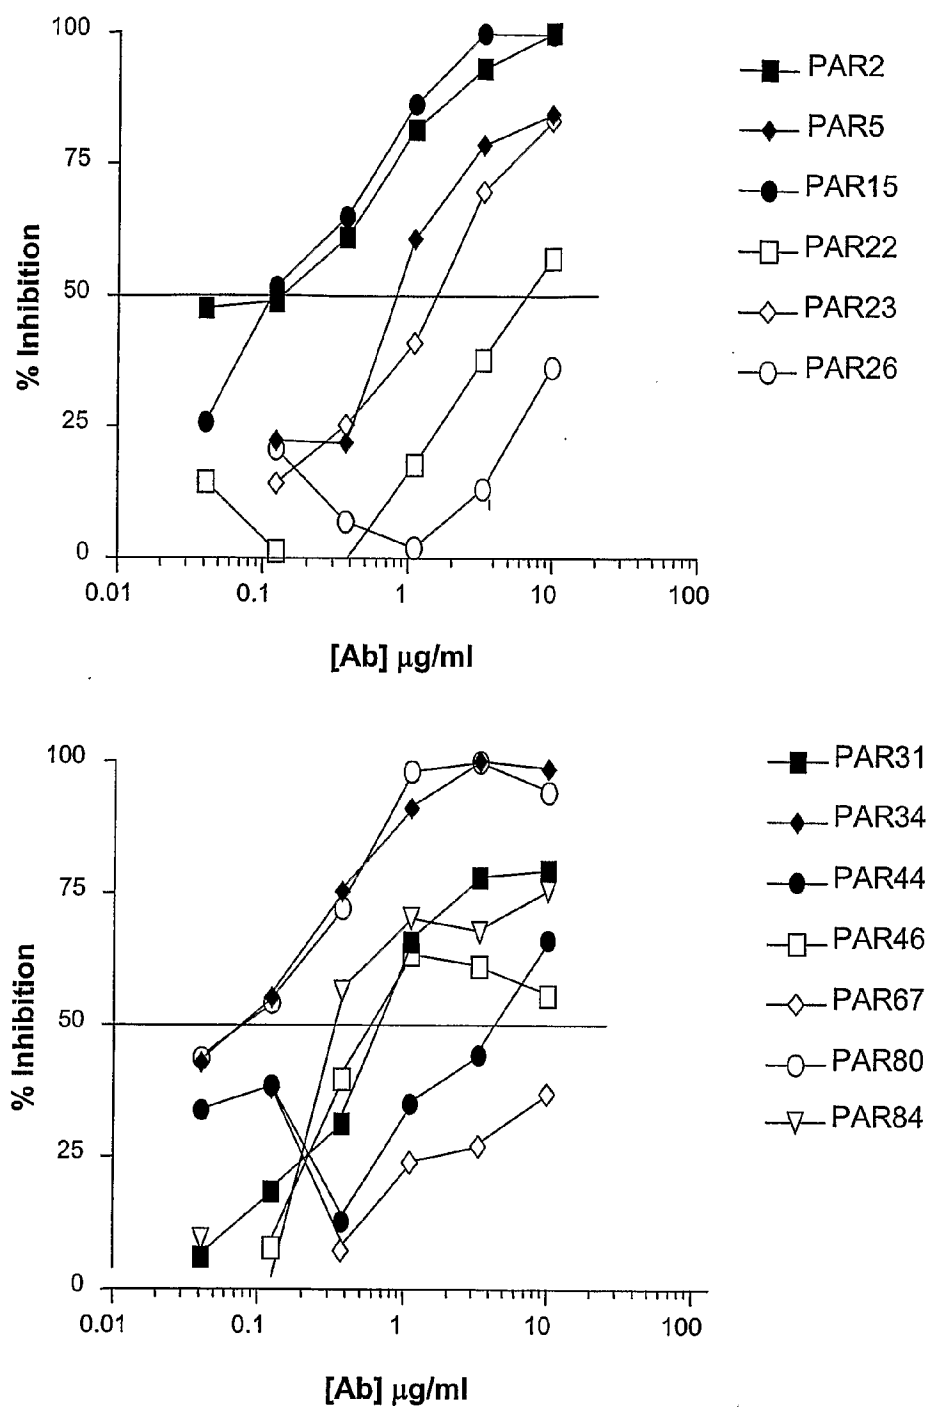 100
75
50
25
0
% Inhibition
0.01 0.1 1 10 100
[Ab] µg/ml
PAR2
PAR5
PAR15
PAR22
PAR23
PAR26
100
75
50
25
0
% Inhibition
0.01 0.1 1 10 100
[Ab] µg/ml
PAR31
PAR34
PAR44
PAR46
PAR67
PAR80
PAR84